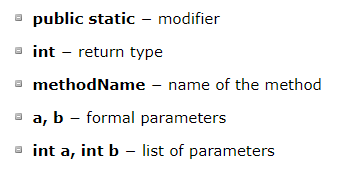 public static − modifier
int − return type
methodName − name of the method
a, b − formal parameters
int a, int b − list of parameters